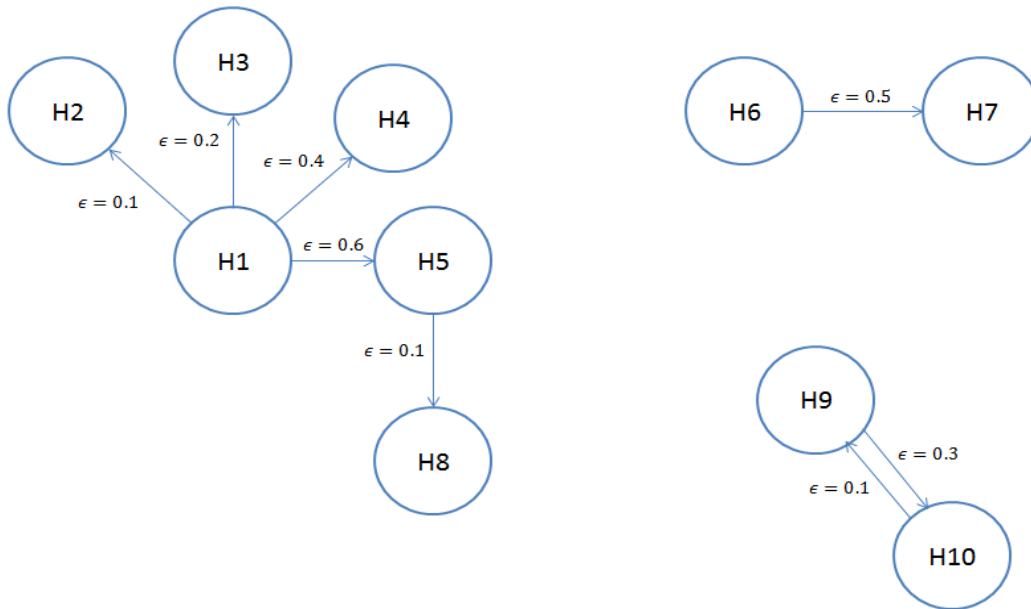 H3
H2
H4
H6
ϵ = 0.5
H7
ϵ = 0.2
ϵ = 0.4
ϵ = 0.1
H1
ϵ = 0.6
H5
ϵ = 0.1
H9
ϵ = 0.3
H8
ϵ = 0.1
H10